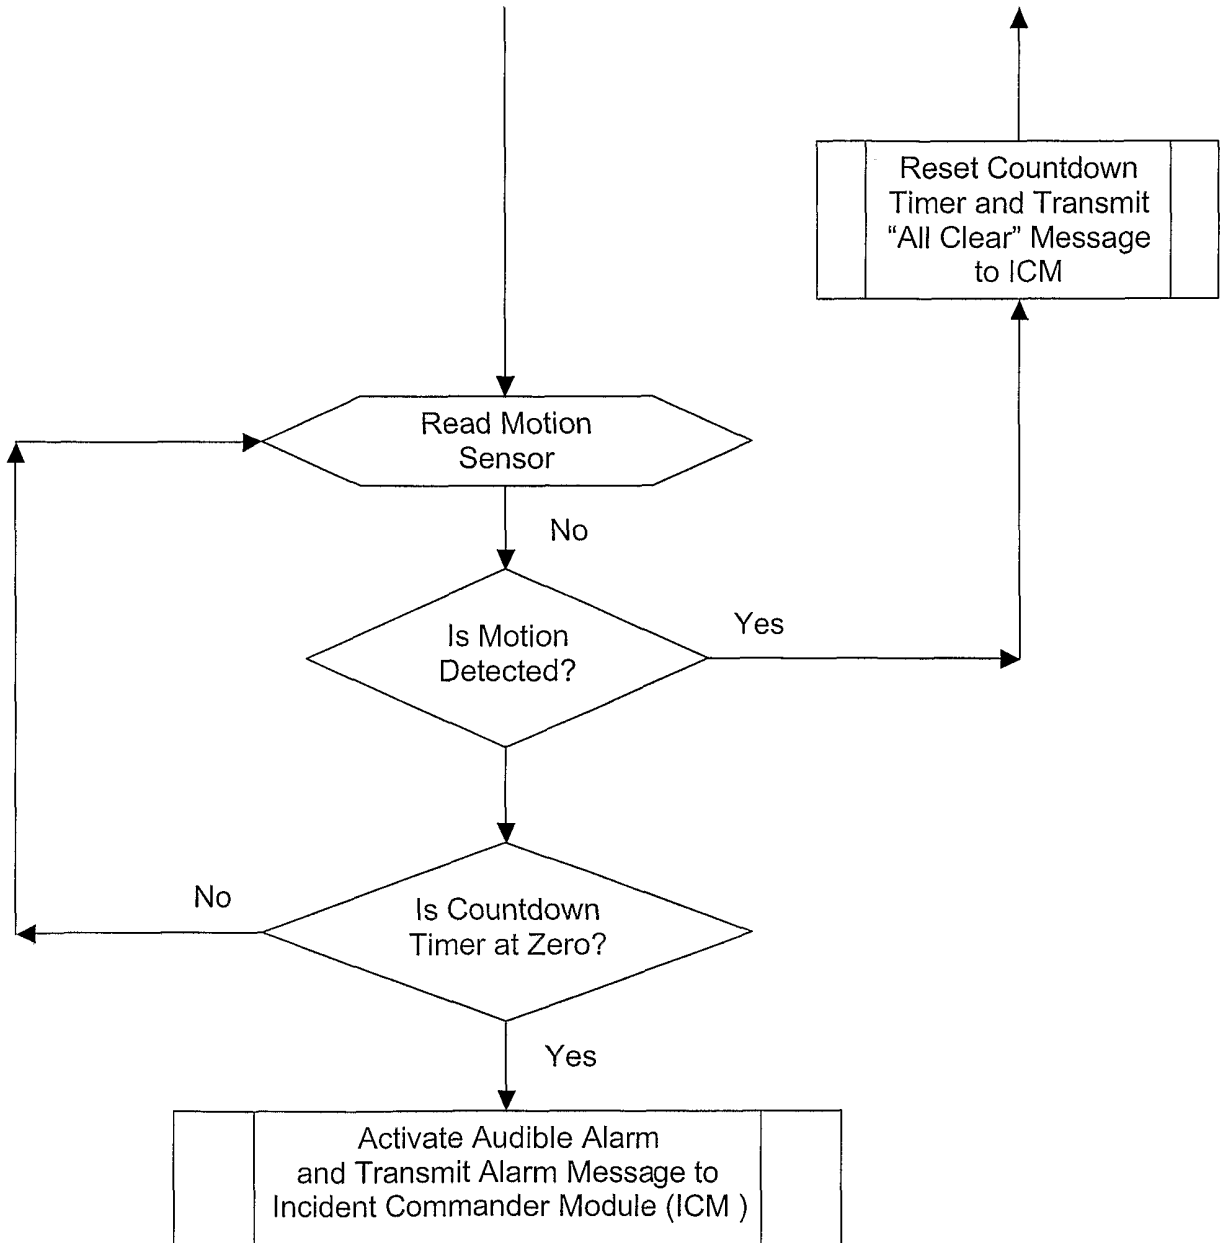 Reset Countdown
Timer and Transmit
“All Clear” Message
to ICM
Read Motion
Sensor
No
Is Motion
Detected?
Yes
Is Countdown
Timer at Zero?
No
Yes
Activate Audible Alarm
and Transmit Alarm Message to
Incident Commander Module (ICM )